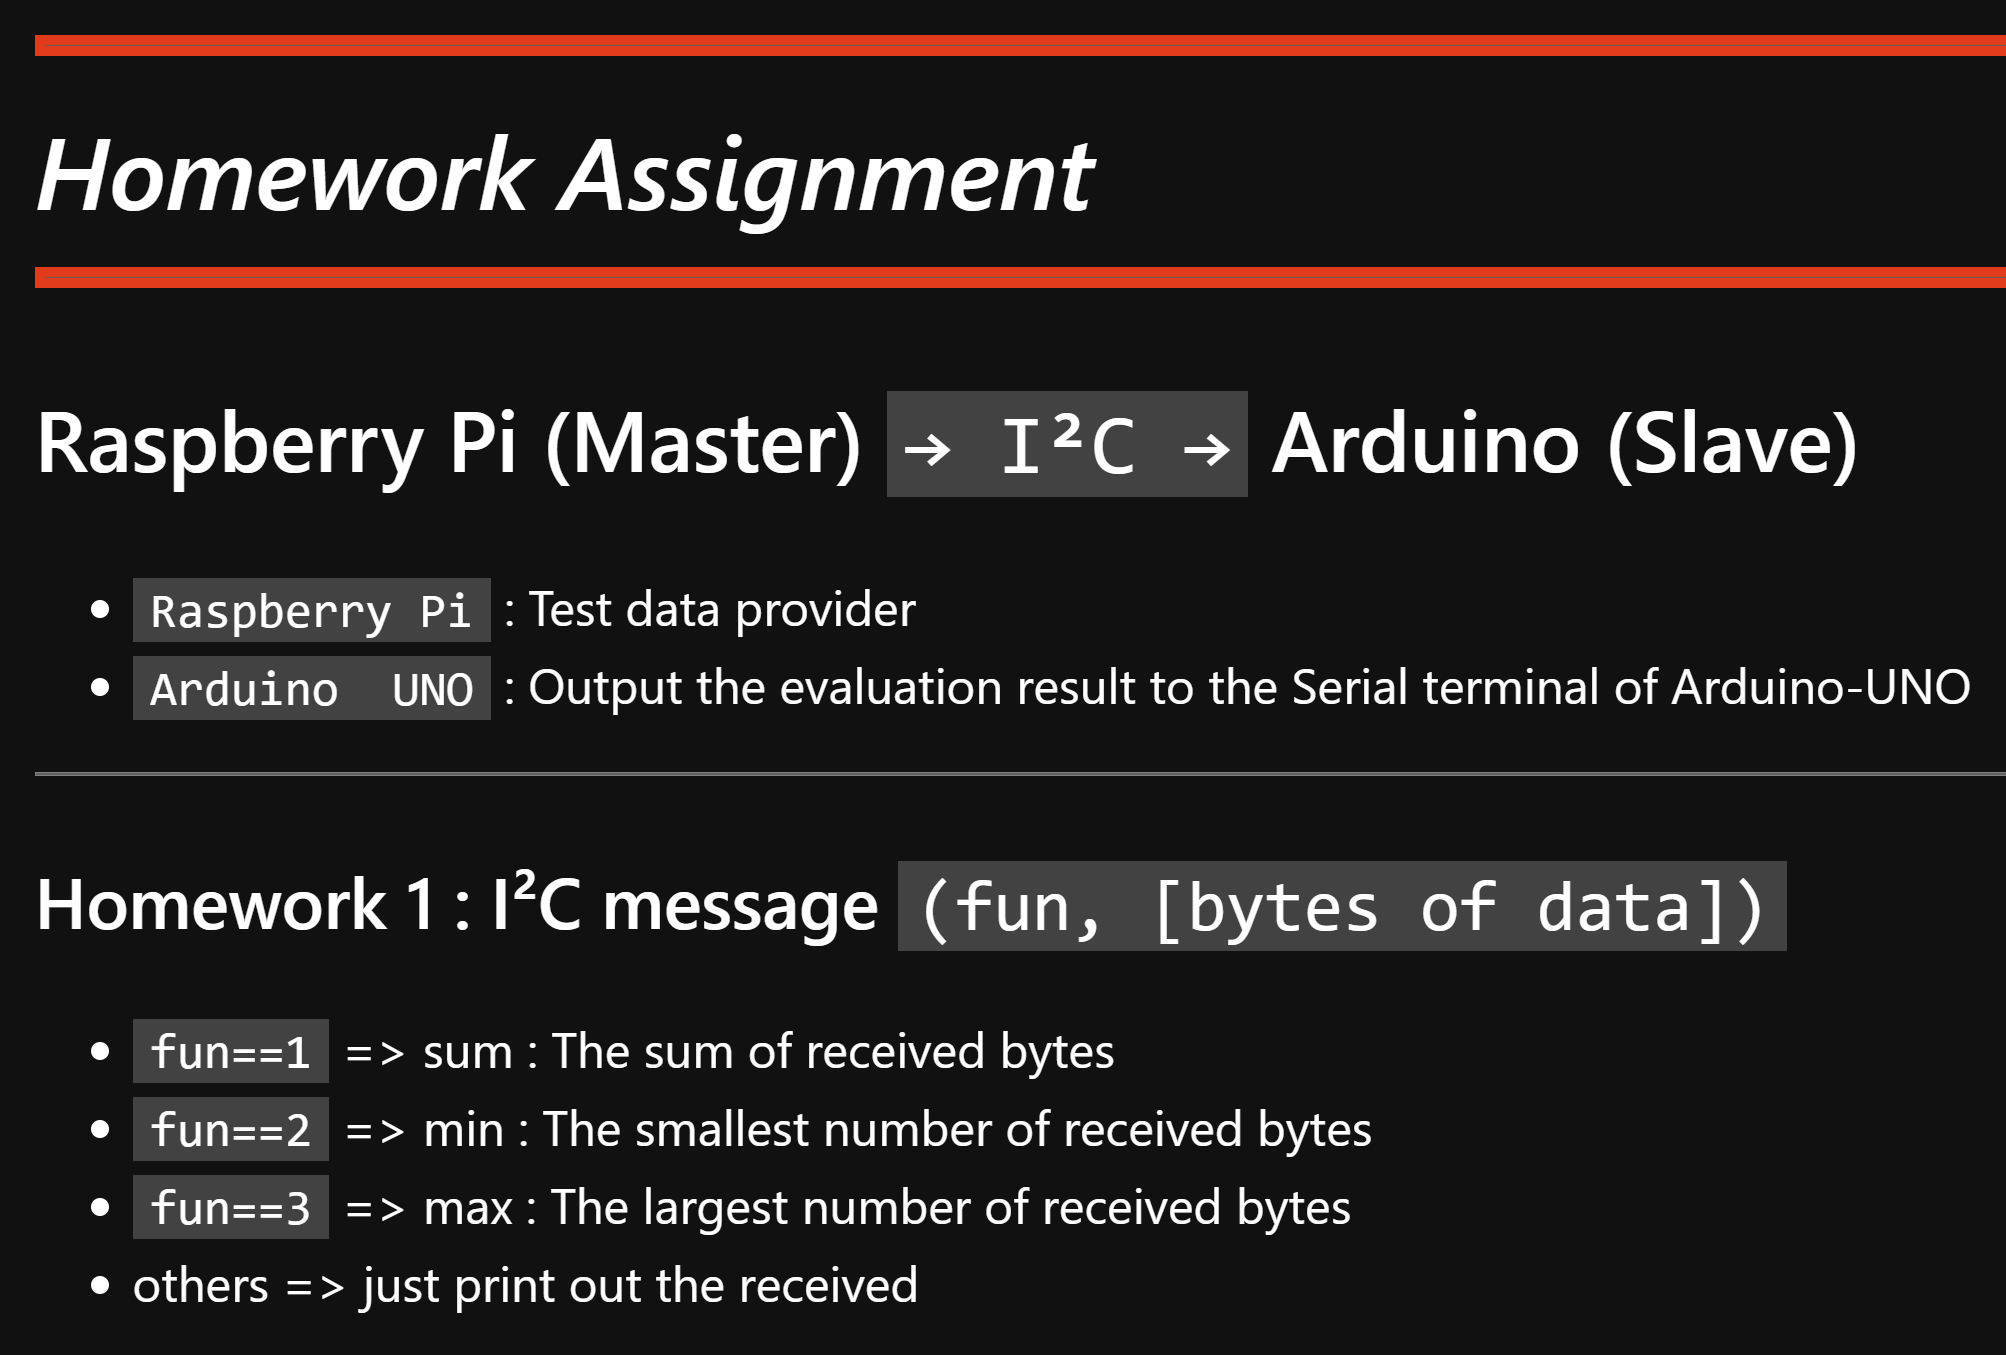 Homework Assignment
Raspberry Pi (Master) → I²C → Arduino (Slave)
• Raspberry Pi : Test data provider
• Arduino  UNO : Output the evaluation result to the Serial terminal of Arduino-UNO
Homework 1 : I²C message (fun, [bytes of data])
• fun==1 => sum : The sum of received bytes
• fun==2 => min : The smallest number of received bytes
• fun==3 => max : The largest number of received bytes
• others => just print out the received